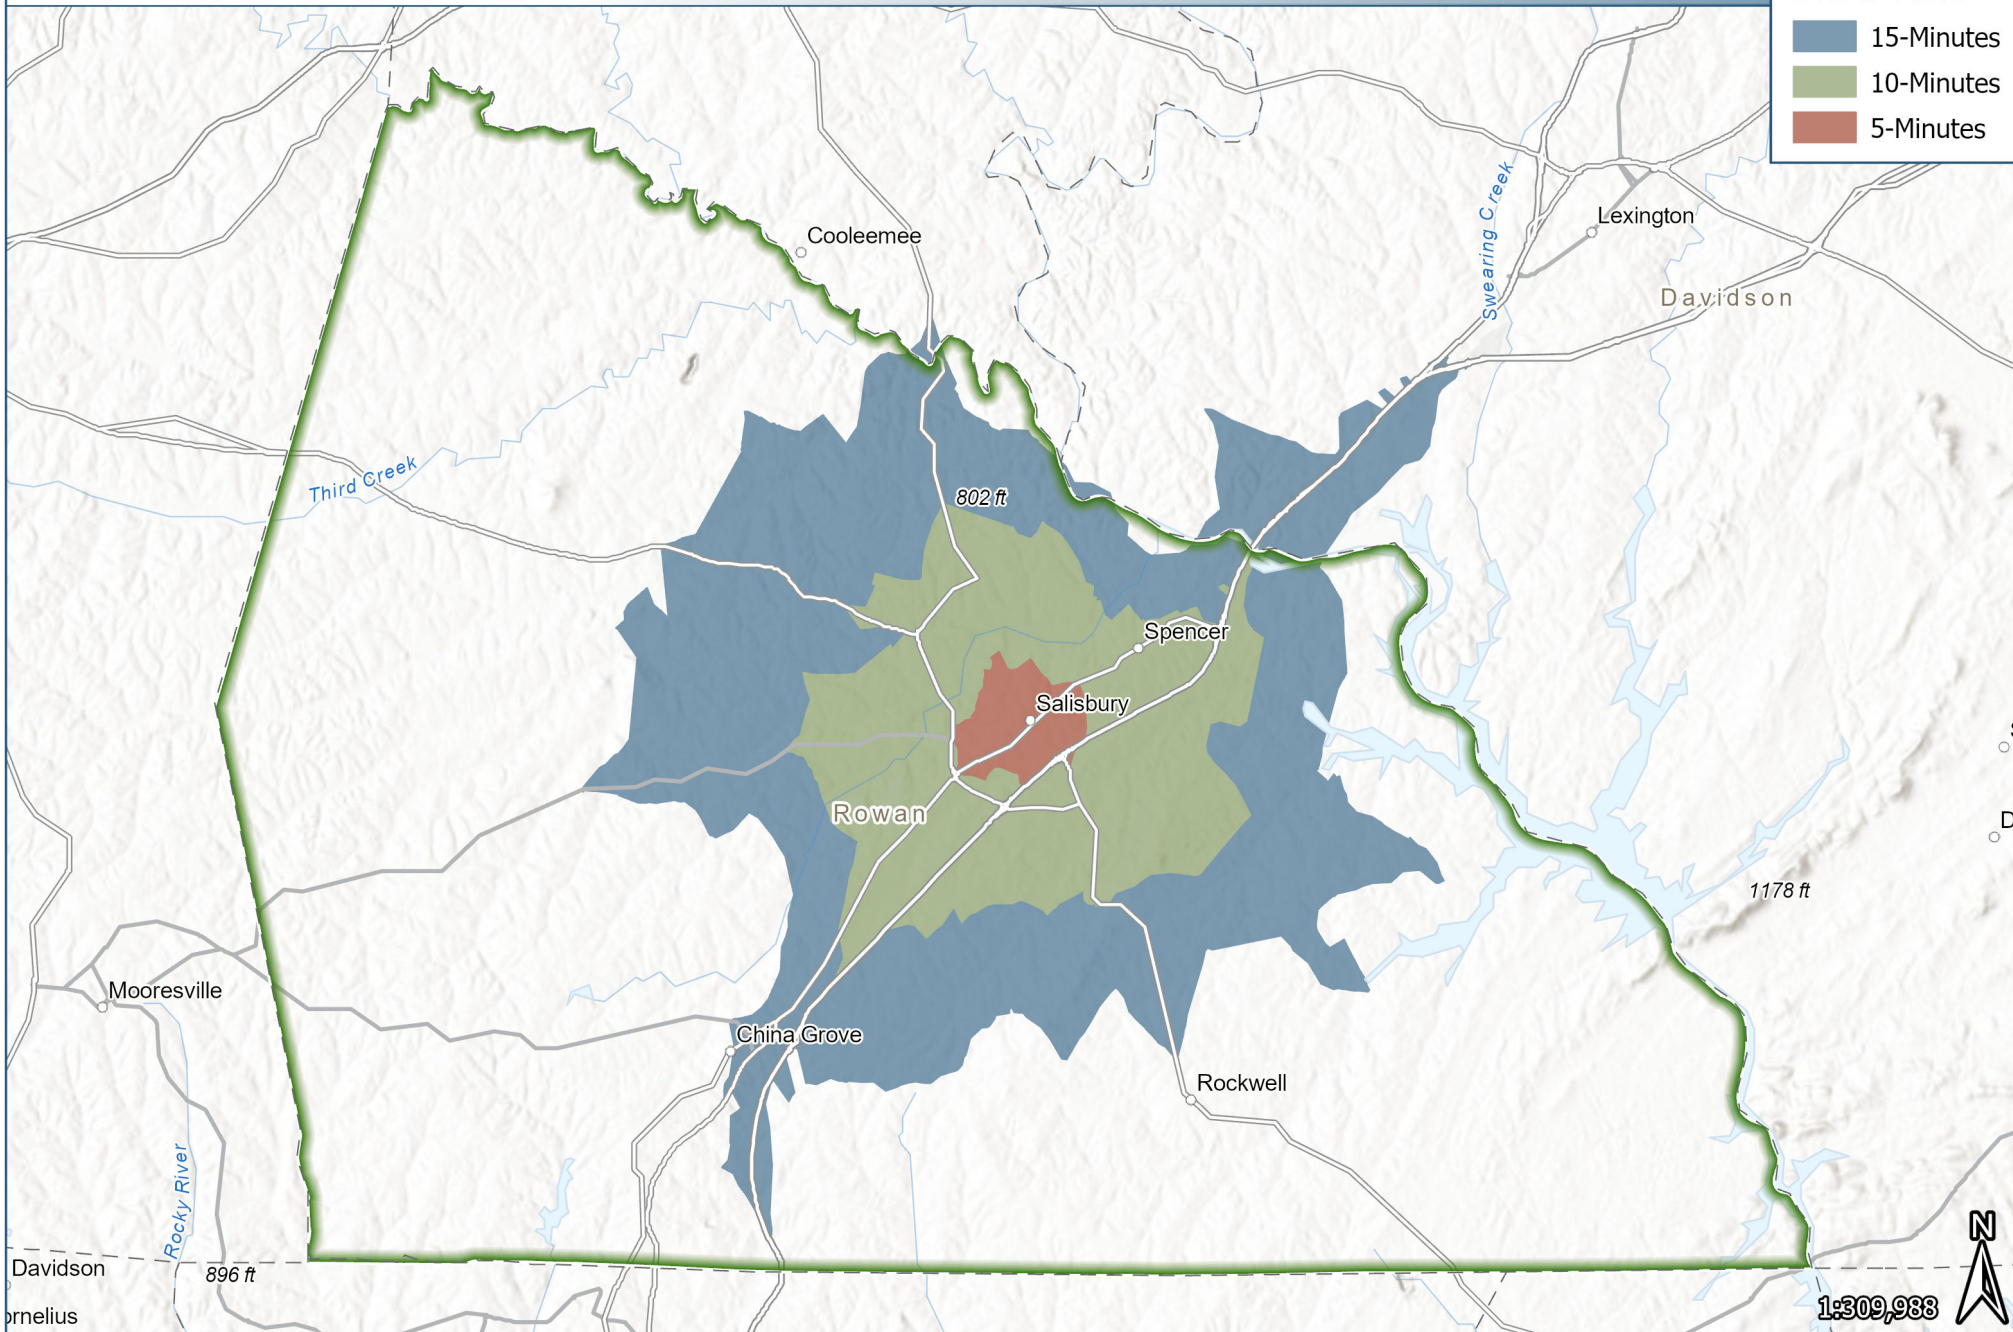 15-Minutes
10-Minutes
5-Minutes
Swearing Creek
Lexington
Cooleemee
Davidson
Third Creek
802 ft
Spencer
Salisbury
Rowan
1178 ft
Mooresville
China Grove
Rockwell
Rocky River
N
Davidson
896 ft
1:309,988